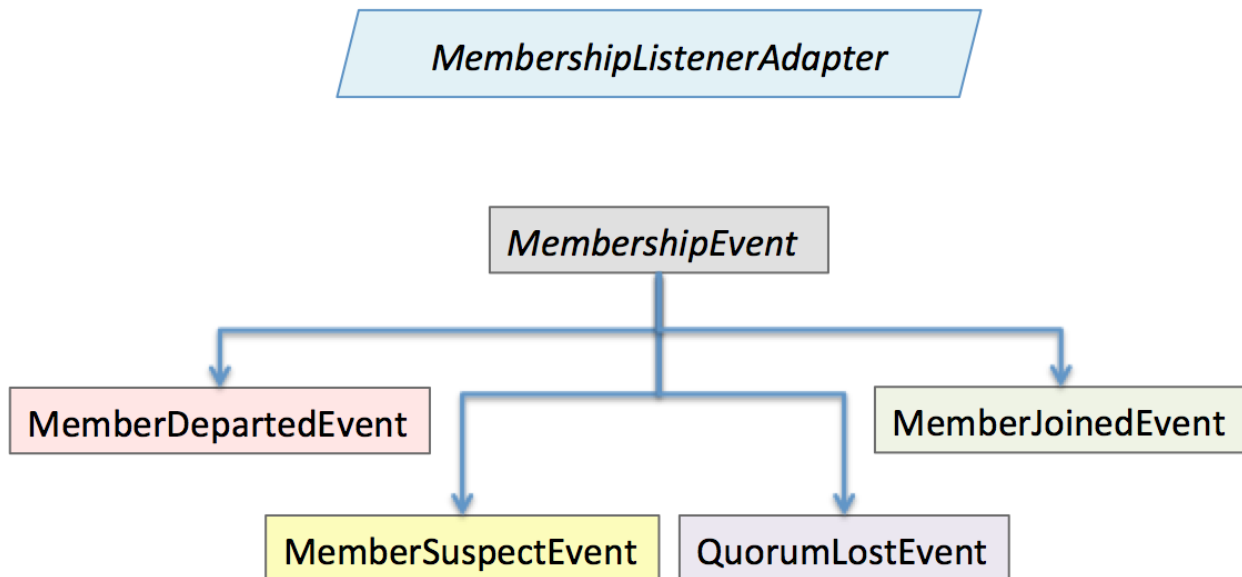 MembershipListenerAdapter
MembershipEvent
MemberDepartedEvent
MemberJoinedEvent
MemberSuspectEvent
QuorumLostEvent